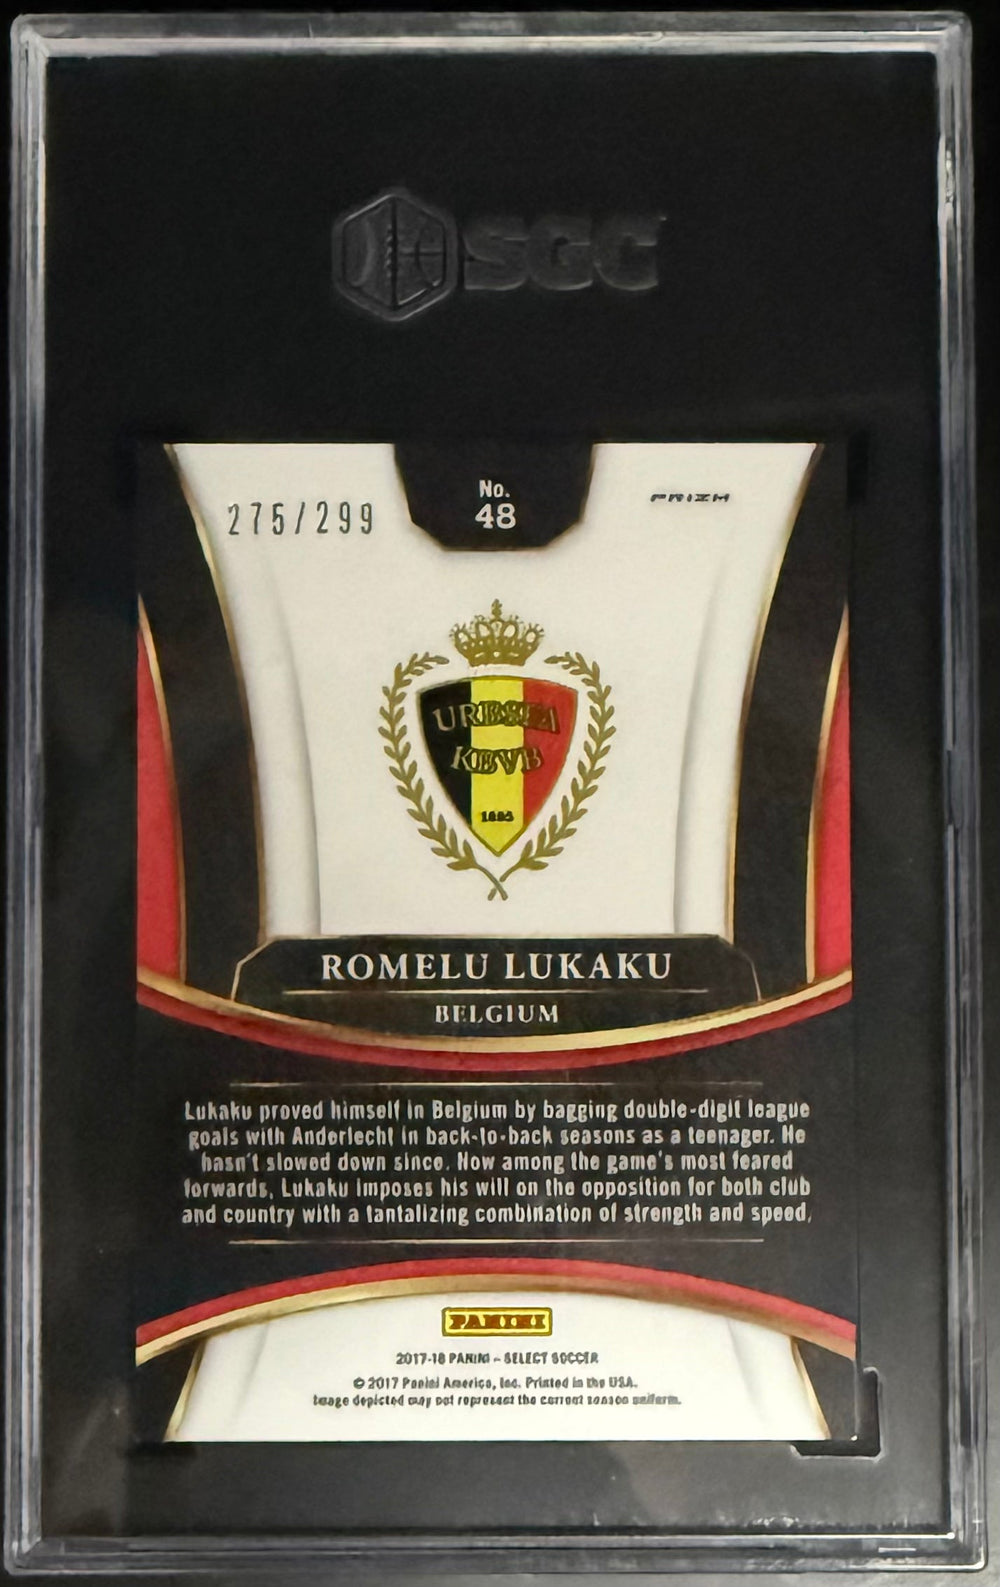 SGC
No.
48
275/299
PRIZM
URBSFA
KBVB
1895
ROMELU LUKAKU
BELGIUM
Lukaku proved himself in Belgium by bagging double-digit league
goals with Anderlecht in back-to-back seasons as a teenager. He
hasn't slowed down since. Now among the game's most feared
forwards, Lukaku imposes his will on the opposition for both club
and country with a tantalizing combination of strength and speed.
PANINI
2017-18 PANINI – SELECT SOCCER
© 2017 Panini America, Inc. Printed in the USA.
Image depicted may not represent the current season uniform.